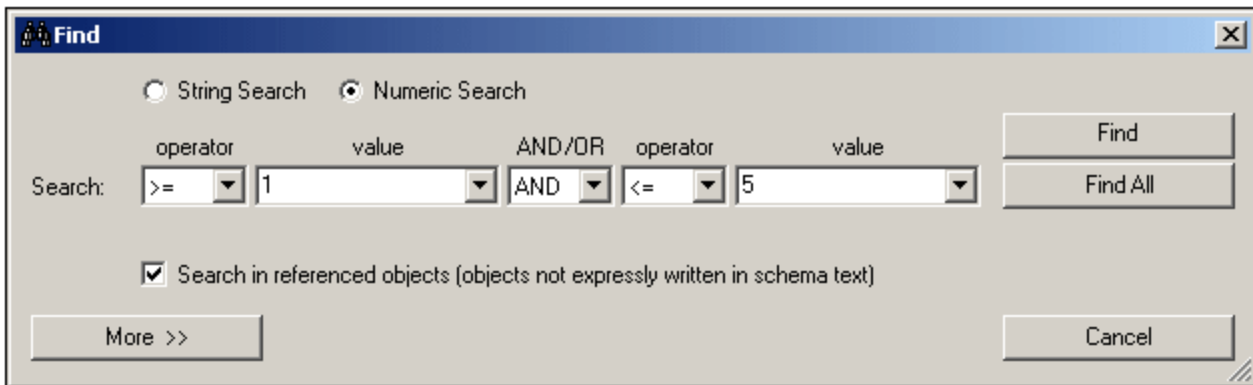 Find
String Search Numeric Search
operator value AND/OR operator value
Search: >= 1 AND <= 5
Find
Find All
Search in referenced objects (objects not expressly written in schema text)
More >>
Cancel